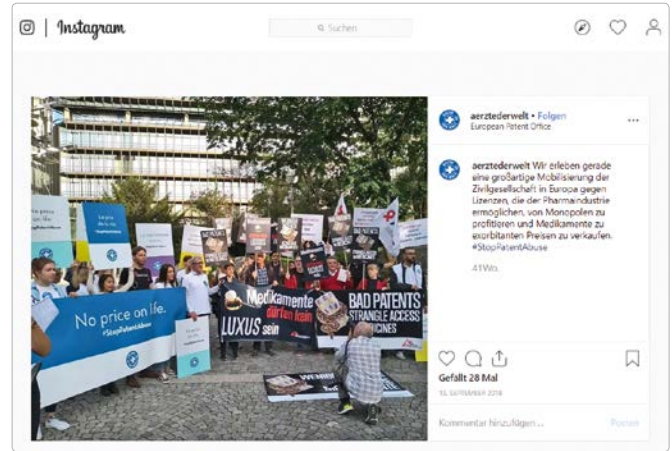 Instagram
Suchen
aerztederwelt • Folgen
European Patent Office
aerztederwelt Wir erleben gerade
eine großartige Mobilisierung der
Zivilgesellschaft in Europa gegen
Lizenzen, die der Pharmaindustrie
ermöglichen, von Monopolen zu
profitieren und Medikamente zu
exorbitanten Preisen zu verkaufen.
#StopPatentAbuse
41Wo.
No price on life.
#StopPatentAbuse
Medikamente
dürfen kein
LUXUS sein
BAD PATENTS
STRANGLE ACCESS
MEDICINES
Gefällt 28 Mal
SEPTEMBER 2018
Kommentar hinzufügen ...
Posten